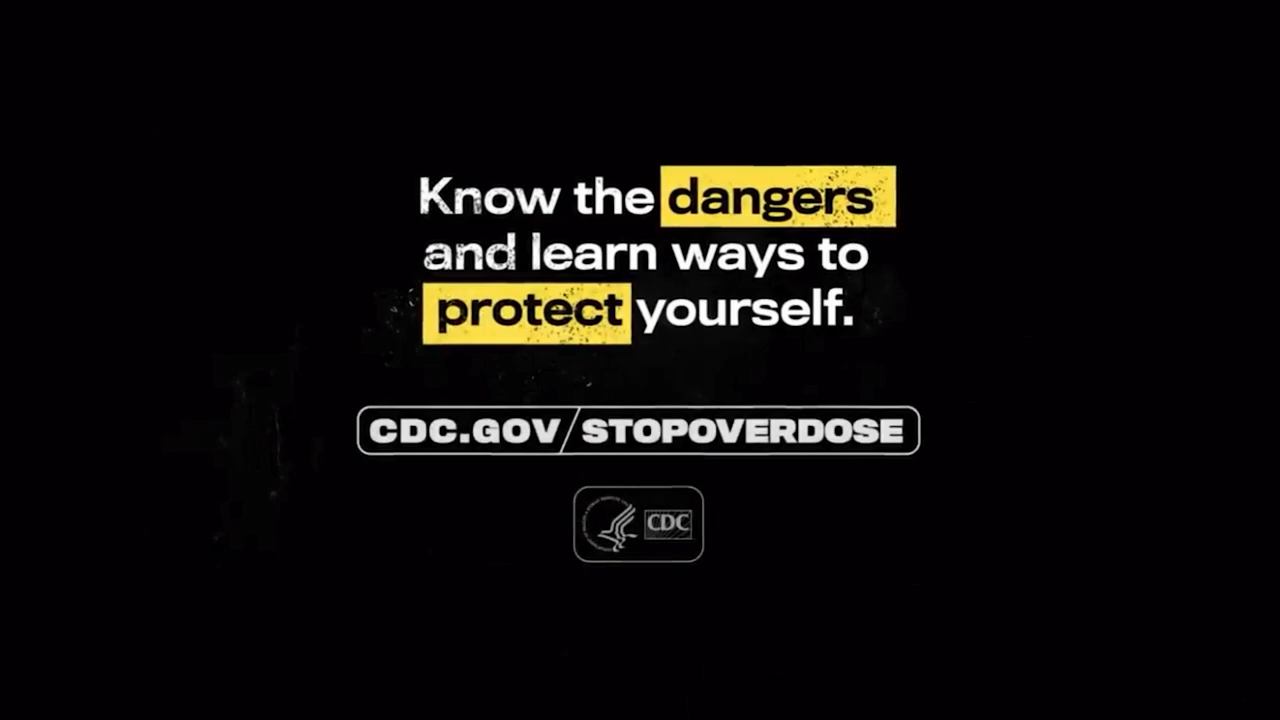 Know the dangers
and learn ways to
protect yourself.
CDC.GOV/STOPOVERDOSE
CDC